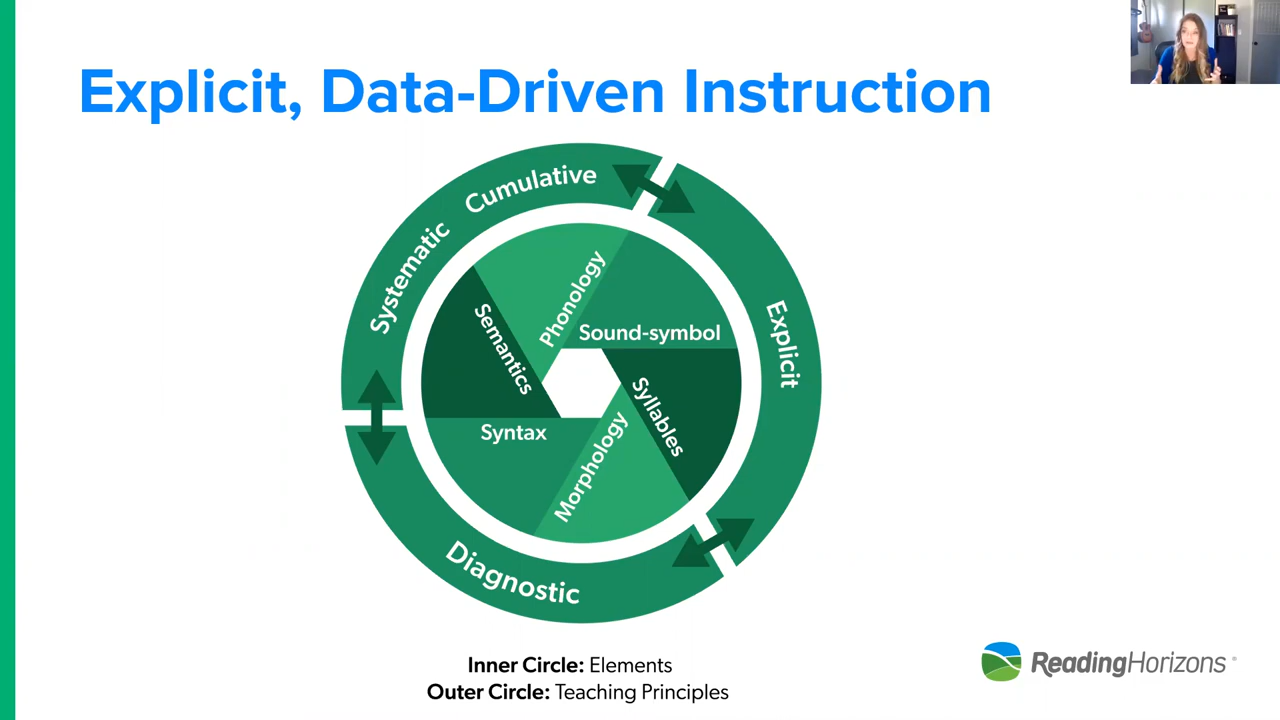 Explicit, Data-Driven Instruction
Systematic Cumulative
Explicit
Diagnostic
Phonology
Sound-symbol
Syllables
Morphology
Syntax
Semantics
Inner Circle: Elements
Outer Circle: Teaching Principles
ReadingHorizons